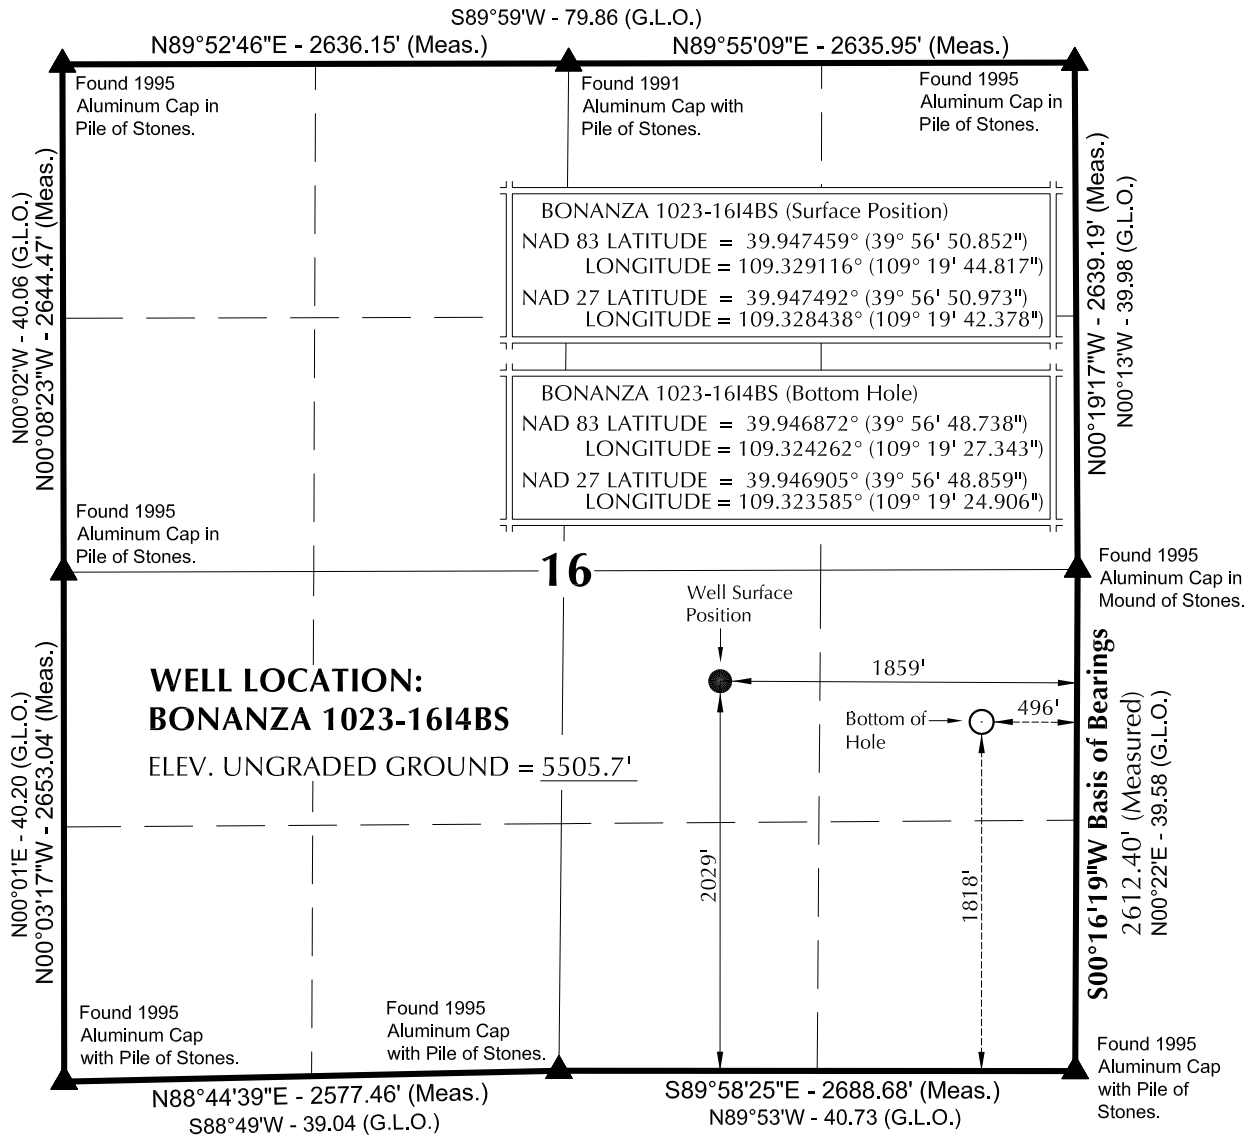 S89°59'W - 79.86 (G.L.O.)
N89°52'46"E - 2636.15' (Meas.)
N89°55'09"E - 2635.95' (Meas.)
Found 1995
Aluminum Cap in
Pile of Stones.
Found 1991
Aluminum Cap with
Pile of Stones.
Found 1995
Aluminum Cap in
Pile of Stones.
N00°02'W - 40.06 (G.L.O.)
N00°08'23"W - 2644.47' (Meas.)
N00°19'17"W - 2639.19' (Meas.)
N00°13'W - 39.98 (G.L.O.)
BONANZA 1023-16I4BS (Surface Position)
NAD 83 LATITUDE = 39.947459° (39° 56' 50.852")
LONGITUDE = 109.329116° (109° 19' 44.817")
NAD 27 LATITUDE = 39.947492° (39° 56' 50.973")
LONGITUDE = 109.328438° (109° 19' 42.378")
BONANZA 1023-16I4BS (Bottom Hole)
NAD 83 LATITUDE = 39.946872° (39° 56' 48.738")
LONGITUDE = 109.324262° (109° 19' 27.343")
NAD 27 LATITUDE = 39.946905° (39° 56' 48.859")
LONGITUDE = 109.323585° (109° 19' 24.906")
Found 1995
Aluminum Cap in
Pile of Stones.
16
Found 1995
Aluminum Cap in
Mound of Stones.
Well Surface
Position
WELL LOCATION:
BONANZA 1023-16I4BS
ELEV. UNGRADED GROUND = 5505.7'
1859'
496'
Bottom of
Hole
2029'
1818'
N00°01'E - 40.20 (G.L.O.)
N00°03'17"W - 2653.04' (Meas.)
S00°16'19"W Basis of Bearings
2612.40' (Measured)
N00°22'E - 39.58 (G.L.O.)
Found 1995
Aluminum Cap
with Pile of Stones.
Found 1995
Aluminum Cap
with Pile of Stones.
Found 1995
Aluminum Cap
with Pile of
Stones.
N88°44'39"E - 2577.46' (Meas.)
S88°49'W - 39.04 (G.L.O.)
S89°58'25"E - 2688.68' (Meas.)
N89°53'W - 40.73 (G.L.O.)